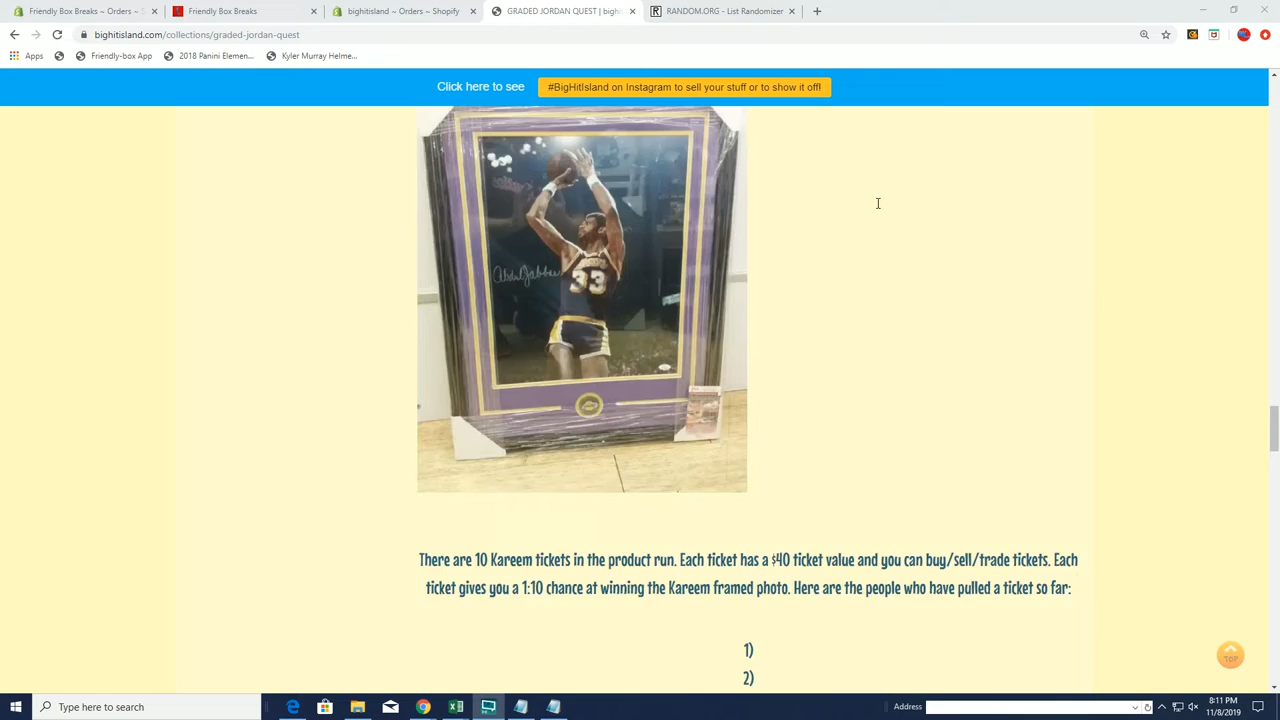 Friendly Box Breaks ~ Orders ~ S
Friendly Box Breaks
bighitisland ~ Orders ~ Shopify
GRADED JORDAN QUEST | bigh
RANDOM.ORG - List Randomizer
bighitisland.com/collections/graded-jordan-quest
Apps
Friendly-box App
2018 Panini Elemen...
Kyler Murray Helme...
Click here to see
#BigHitIsland on Instagram to sell your stuff or to show it off!
33
There are 10 Kareem tickets in the product run. Each ticket has a $40 ticket value and you can buy/sell/trade tickets. Each
ticket gives you a 1:10 chance at winning the Kareem framed photo. Here are the people who have pulled a ticket so far:
1)
2)
TOP
Type here to search
Address
8:11 PM
11/8/2019